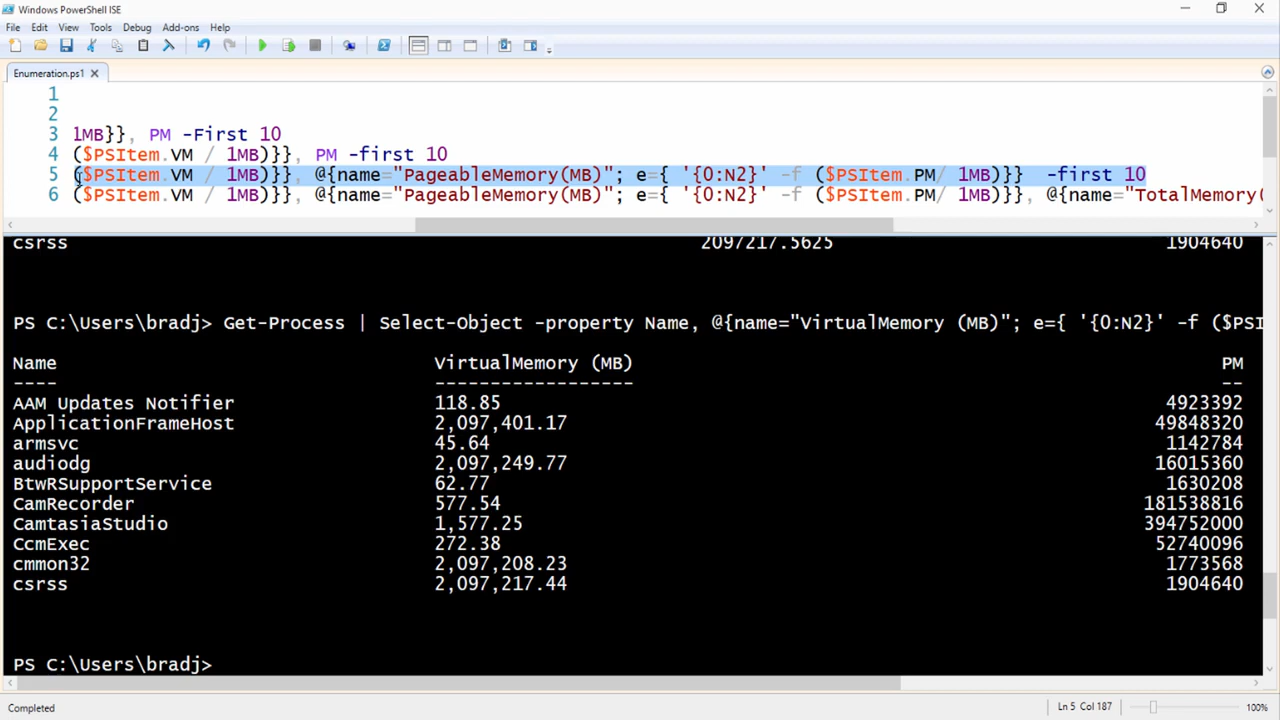 Windows PowerShell ISE
File Edit View Tools Debug Add-ons Help
Enumeration.ps1
1
2
3 1MB}}, PM -First 10
4 ($PSItem.VM / 1MB)}}, PM -first 10
5 ($PSItem.VM / 1MB)}}, @{name="PageableMemory(MB)"; e={ '{0:N2}' -f ($PSItem.PM/ 1MB)}} -first 10
6 ($PSItem.VM / 1MB)}}, @{name="PageableMemory(MB)"; e={ '{0:N2}' -f ($PSItem.PM/ 1MB)}}, @{name="TotalMemory(
csrss 2097217.5625 1904640
PS C:\Users\bradj> Get-Process | Select-Object -property Name, @{name="VirtualMemory (MB)"; e={ '{0:N2}' -f ($PSI
Name VirtualMemory (MB) PM
---- ------------------ --
AAM Updates Notifier 118.85 4923392
ApplicationFrameHost 2,097,401.17 49848320
armsvc 45.64 1142784
audiodg 2,097,249.77 16015360
BtwRSupportService 62.77 1630208
CamRecorder 577.54 181538816
CamtasiaStudio 1,577.25 394752000
CcmExec 272.38 52740096
cmmon32 2,097,208.23 1773568
csrss 2,097,217.44 1904640
PS C:\Users\bradj>
Completed Ln 5 Col 187 100%